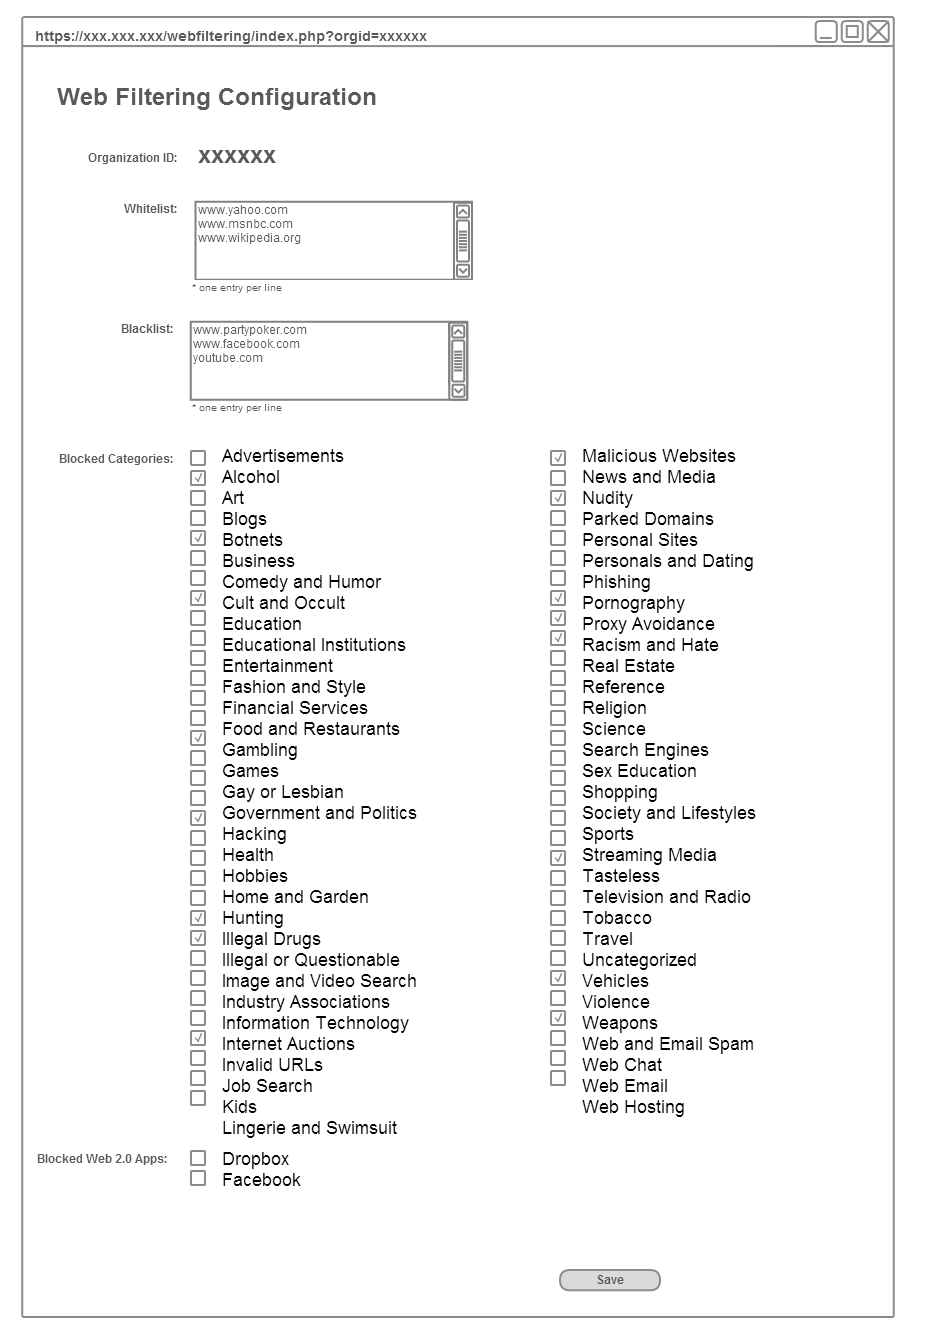 https://xxx.xxx.xxx/webfiltering/index.php?orgid=xxxxxx
Web Filtering Configuration
Organization ID: XXXXXX
Whitelist:
www.yahoo.com
www.msnbc.com
www.wikipedia.org
* one entry per line
Blacklist:
www.partypoker.com
www.facebook.com
youtube.com
* one entry per line
Blocked Categories:
Advertisements
Alcohol
Art
Blogs
Botnets
Business
Comedy and Humor
Cult and Occult
Education
Educational Institutions
Entertainment
Fashion and Style
Financial Services
Food and Restaurants
Gambling
Games
Gay or Lesbian
Government and Politics
Hacking
Health
Hobbies
Home and Garden
Hunting
Illegal Drugs
Illegal or Questionable
Image and Video Search
Industry Associations
Information Technology
Internet Auctions
Invalid URLs
Job Search
Kids
Lingerie and Swimsuit
Malicious Websites
News and Media
Nudity
Parked Domains
Personal Sites
Personals and Dating
Phishing
Pornography
Proxy Avoidance
Racism and Hate
Real Estate
Reference
Religion
Science
Search Engines
Sex Education
Shopping
Society and Lifestyles
Sports
Streaming Media
Tasteless
Television and Radio
Tobacco
Travel
Uncategorized
Vehicles
Violence
Weapons
Web and Email Spam
Web Chat
Web Email
Web Hosting
Blocked Web 2.0 Apps:
Dropbox
Facebook
Save